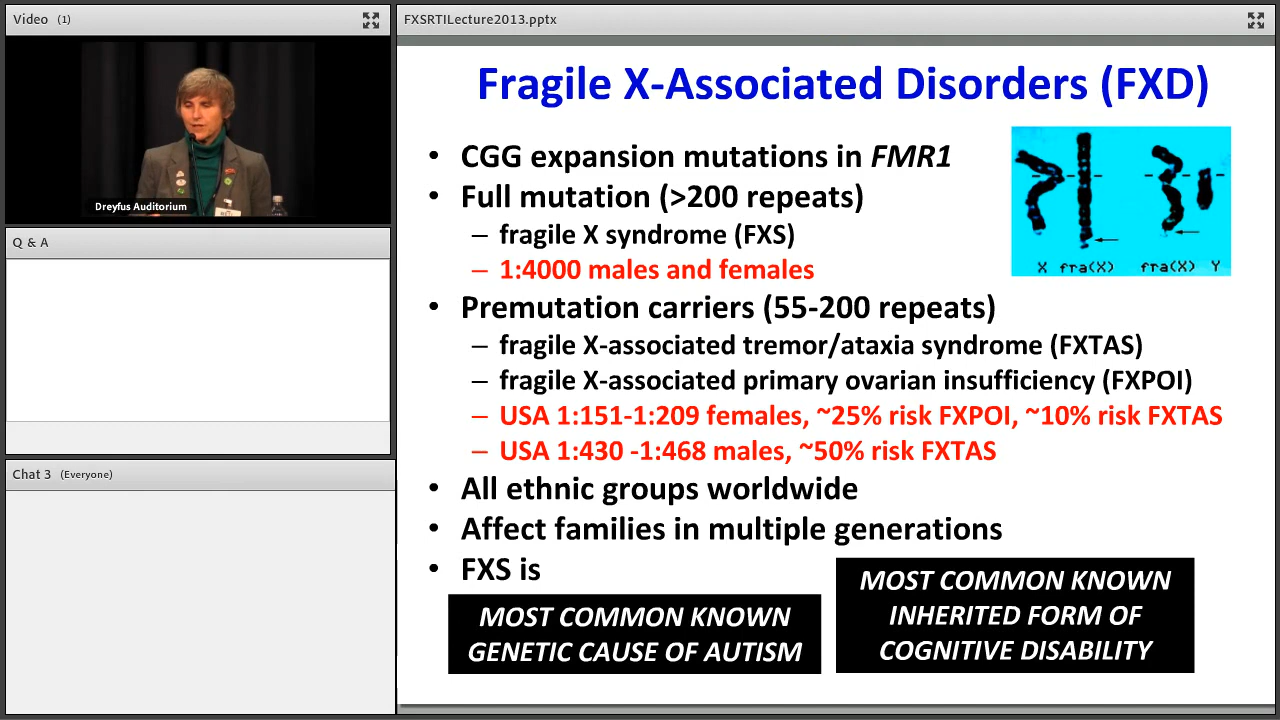 Video (1)
Dreyfus Auditorium
Q & A
Chat 3 (Everyone)
FXSRTILecture2013.pptx
Fragile X-Associated Disorders (FXD)
• CGG expansion mutations in FMR1
• Full mutation (>200 repeats)
– fragile X syndrome (FXS)
– 1:4000 males and females
X fra(X) fra(X) Y
• Premutation carriers (55-200 repeats)
– fragile X-associated tremor/ataxia syndrome (FXTAS)
– fragile X-associated primary ovarian insufficiency (FXPOI)
– USA 1:151-1:209 females, ~25% risk FXPOI, ~10% risk FXTAS
– USA 1:430 -1:468 males, ~50% risk FXTAS
• All ethnic groups worldwide
• Affect families in multiple generations
• FXS is
MOST COMMON KNOWN
GENETIC CAUSE OF AUTISM
MOST COMMON KNOWN
INHERITED FORM OF
COGNITIVE DISABILITY